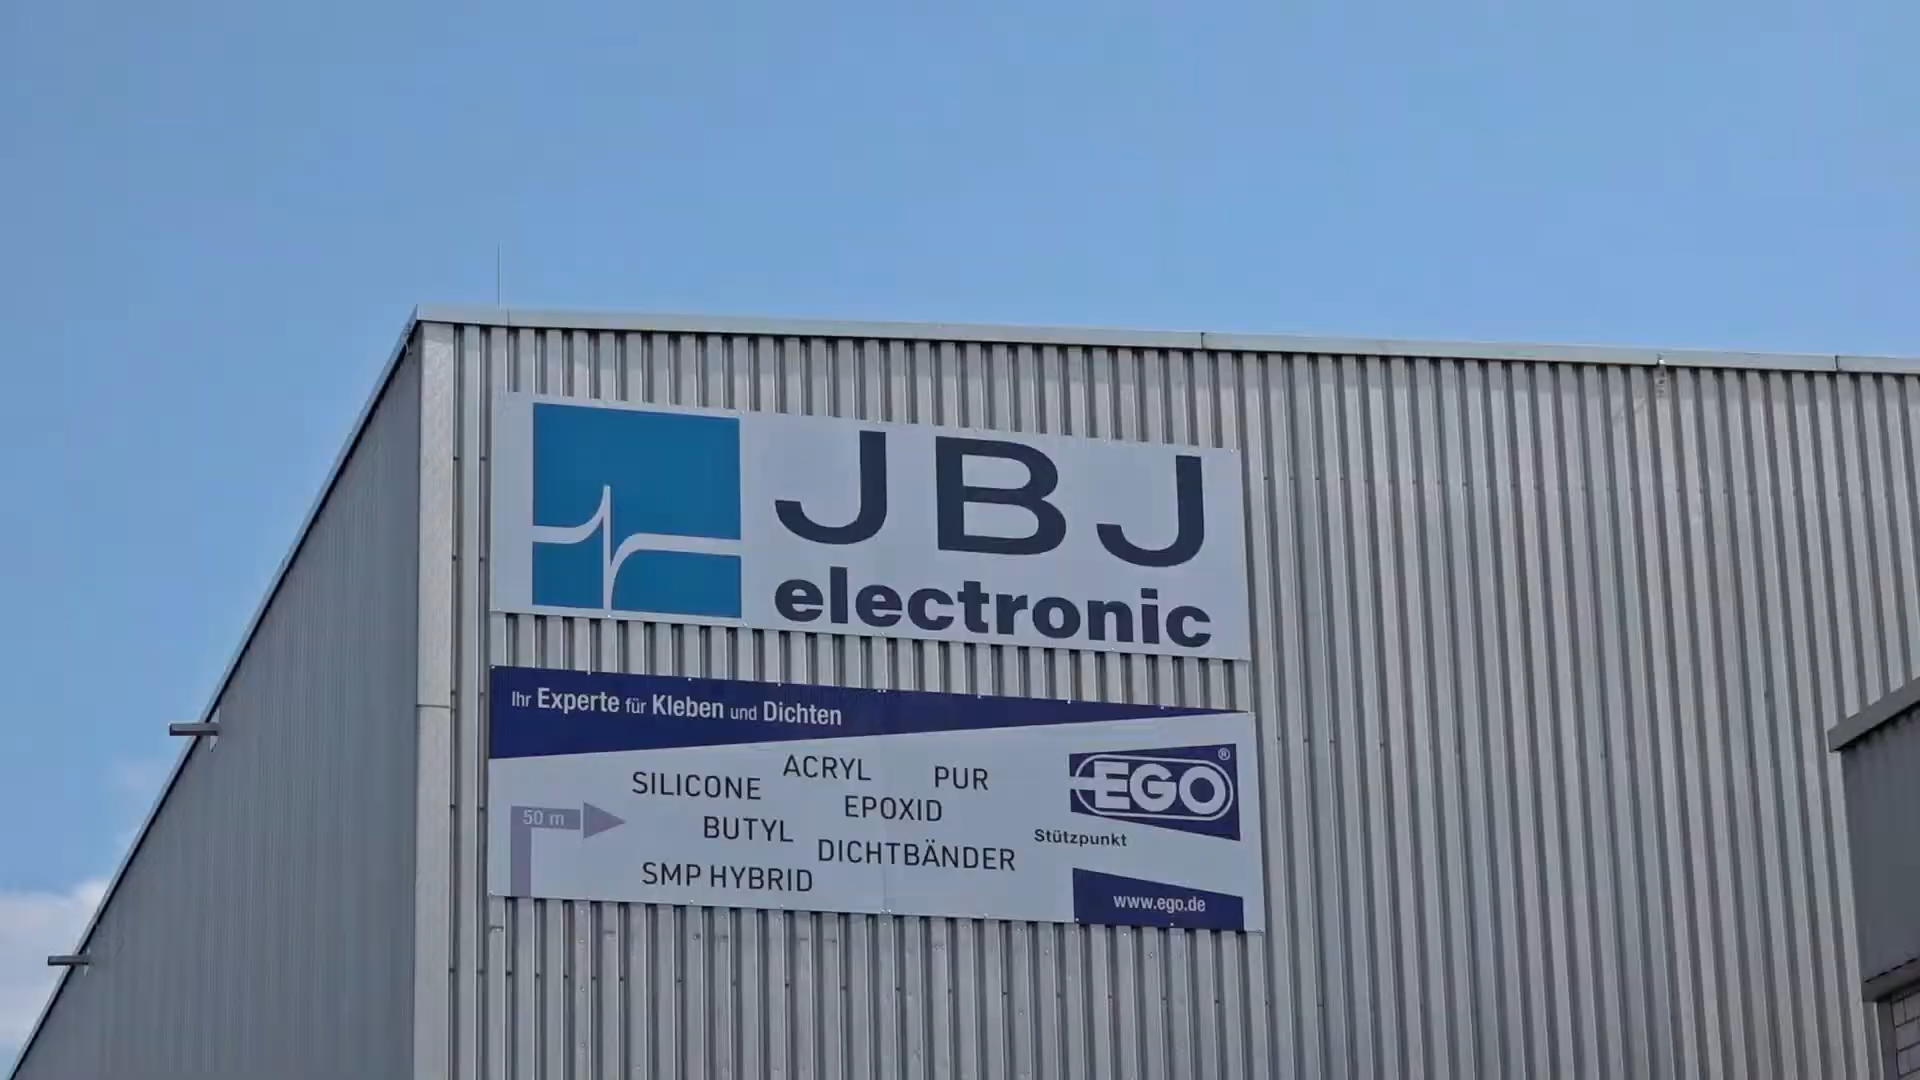 JBJ
electronic
Ihr Experte für Kleben und Dichten
ACRYL
PUR
SILICONE
EPOXID
EGO®
50 m
BUTYL
DICHTBÄNDER
Stützpunkt
SMP HYBRID
www.ego.de